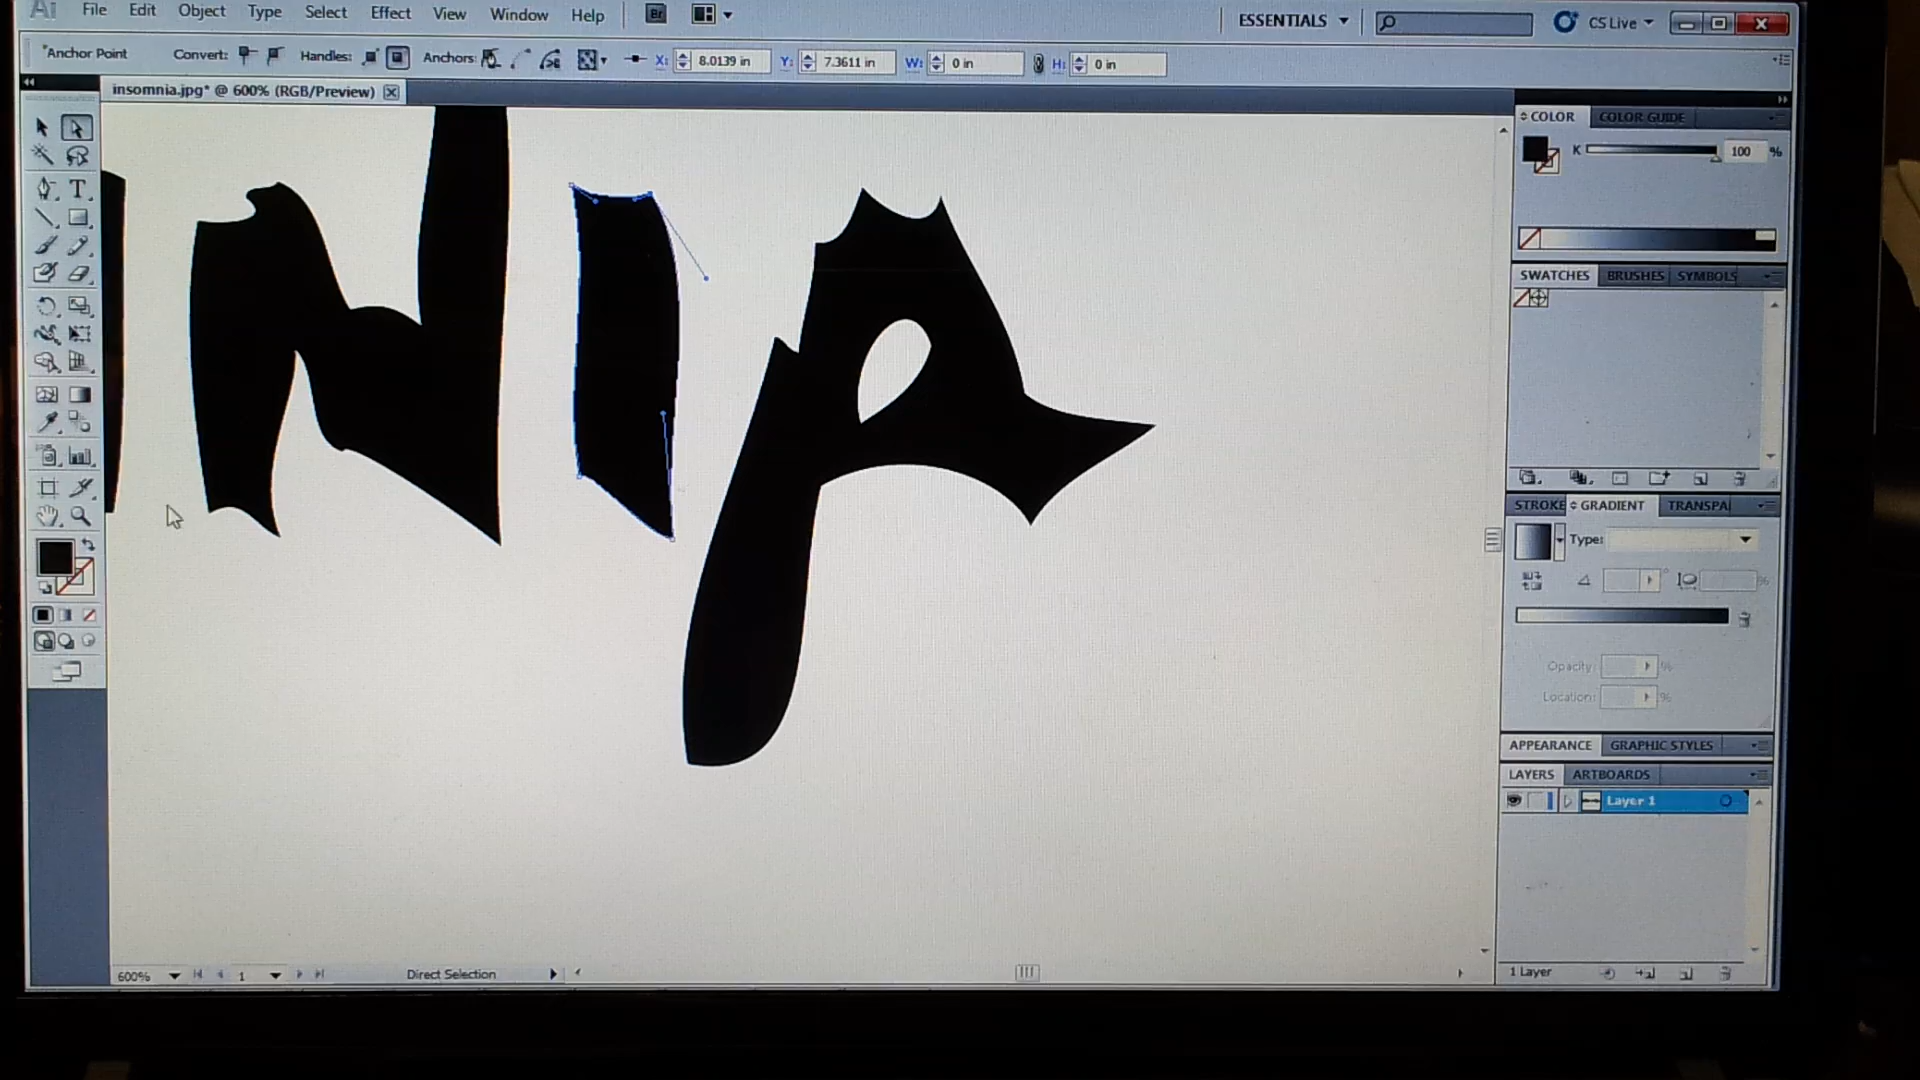 Ai File Edit Object Type Select Effect View Window Help Br ESSENTIALS CS Live
Anchor Point Convert: Handles: Anchors: X: 8.0139 in Y: 7.3611 in W: 0 in H: 0 in
insomnia.jpg* @ 600% (RGB/Preview)
COLOR COLOR GUIDE
K 100 %
SWATCHES BRUSHES SYMBOLS
T
NIA
STROKE GRADIENT TRANSPA
Type:
Opacity: %
Location: %
APPEARANCE GRAPHIC STYLES
LAYERS ARTBOARDS
Layer 1
600% 1 Direct Selection
1 Layer